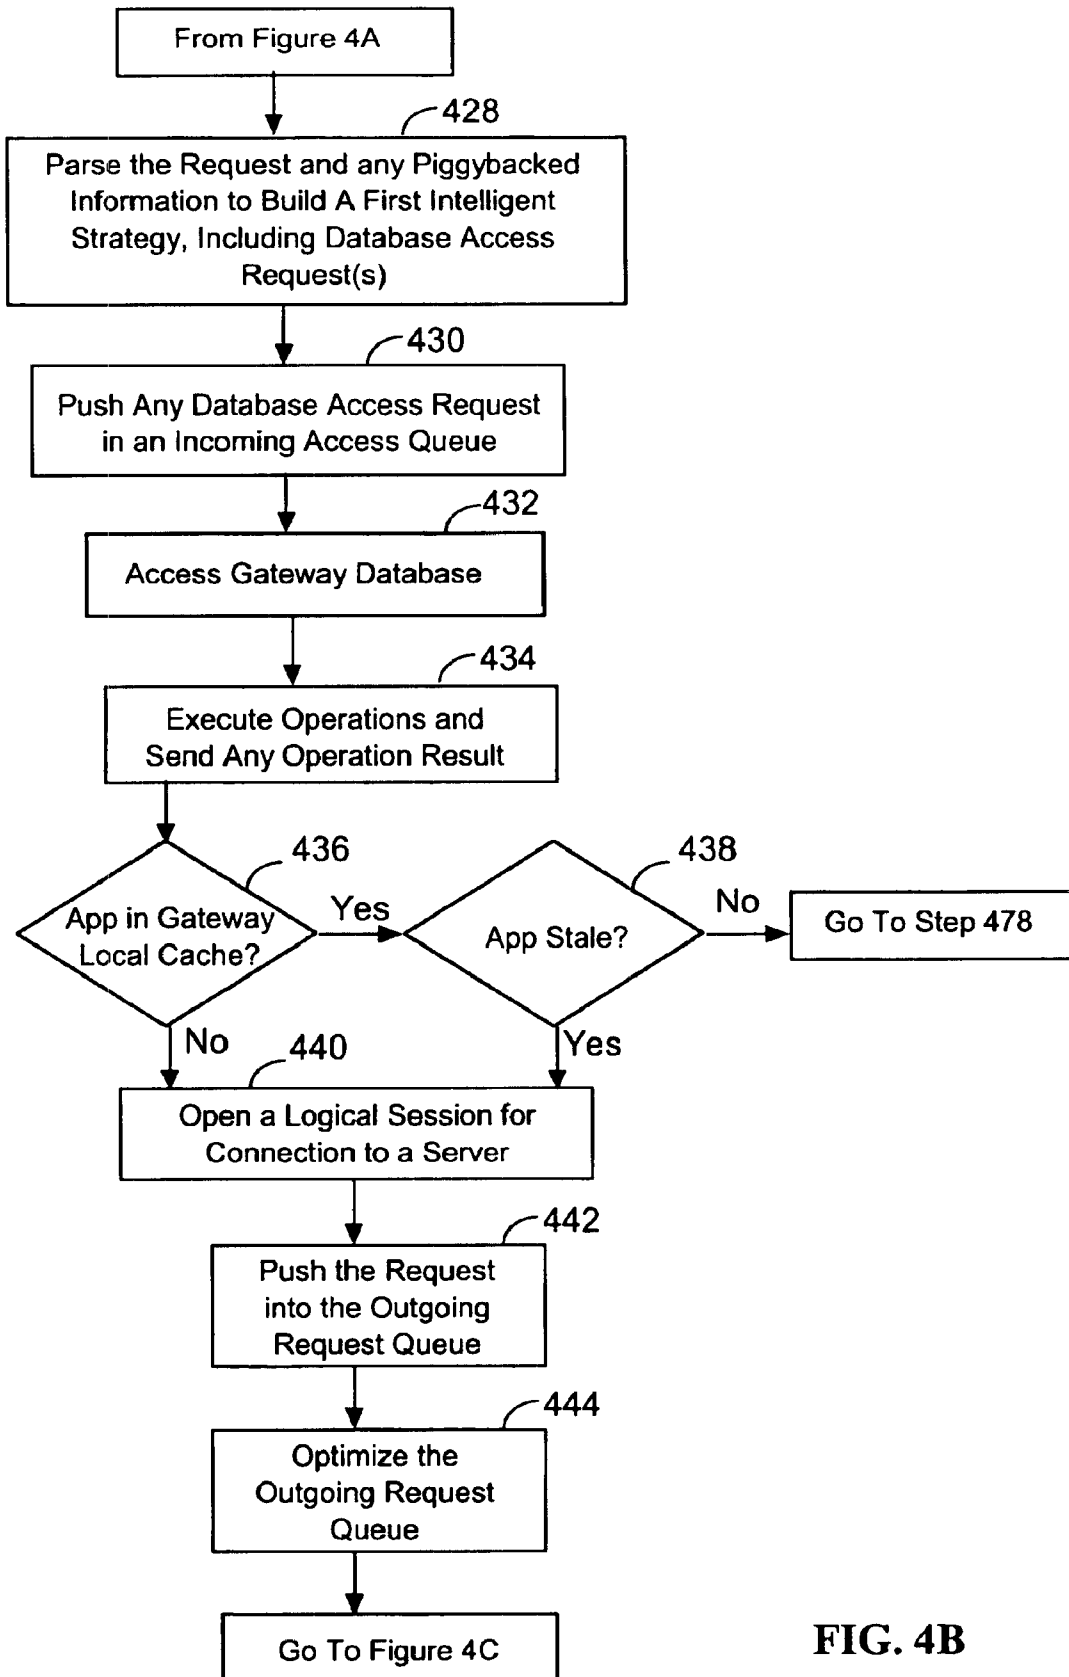 From Figure 4A
428
Parse the Request and any Piggybacked
Information to Build A First Intelligent
Strategy, Including Database Access
Request(s)
430
Push Any Database Access Request
in an Incoming Access Queue
432
Access Gateway Database
434
Execute Operations and
Send Any Operation Result
436
App in Gateway
Local Cache?
Yes
438
App Stale?
No
Go To Step 478
No
Yes
440
Open a Logical Session for
Connection to a Server
442
Push the Request
into the Outgoing
Request Queue
444
Optimize the
Outgoing Request
Queue
Go To Figure 4C
FIG. 4B